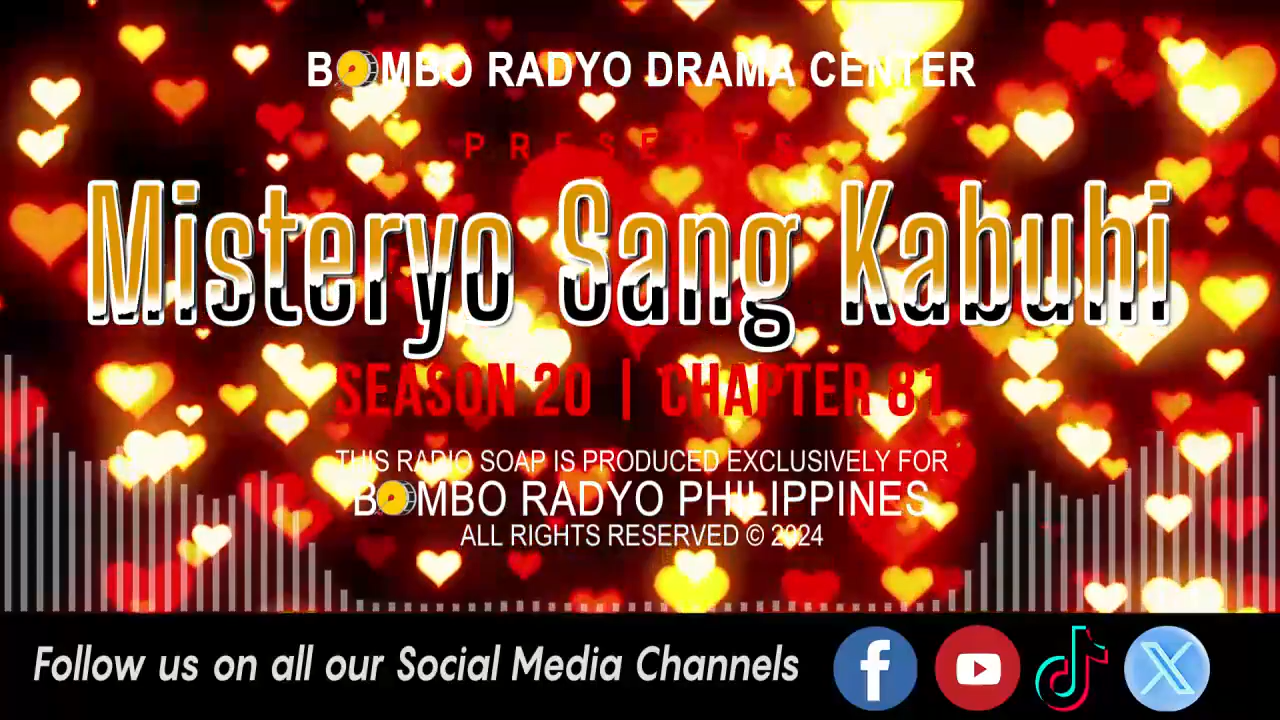 BOMBO RADYO DRAMA CENTER
PRESENTS
Misteryo Sang Kabuhi
SEASON 20 | CHAPTER 81
THIS RADIO SOAP IS PRODUCED EXCLUSIVELY FOR
BOMBO RADYO PHILIPPINES
ALL RIGHTS RESERVED © 2024
Follow us on all our Social Media Channels